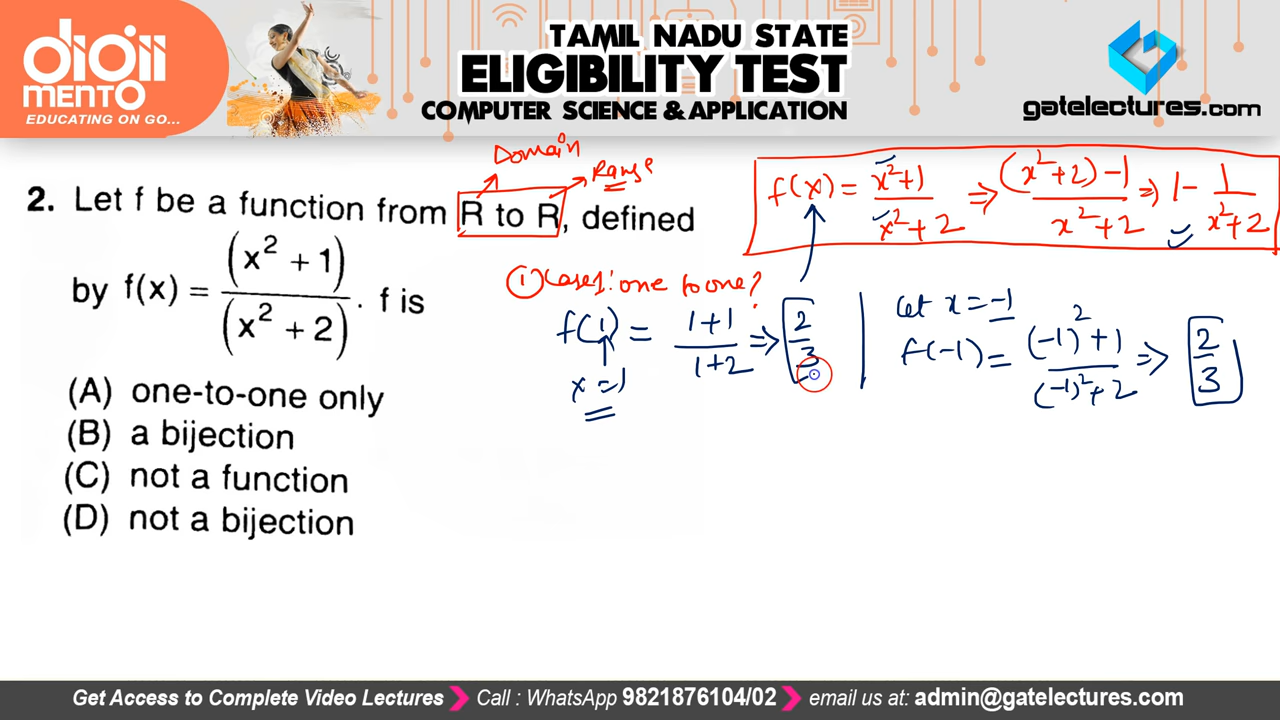 digii
mento
EDUCATING ON GO...
TAMIL NADU STATE
ELIGIBILITY TEST
COMPUTER SCIENCE & APPLICATION
gatelectures.com
Domain
Range
2. Let f be a function from R to R, defined
by f(x) = (x² + 1) / (x² + 2) . f is
(A) one-to-one only
(B) a bijection
(C) not a function
(D) not a bijection
f(x) = x²+1 / x²+2 => (x²+2)-1 / x²+2 => 1 - 1 / x²+2
① Case1: one to one?
f(1) = 1+1 / 1+2 => 2/3
x=1
Let x = -1
f(-1) = (-1)²+1 / (-1)²+2 => 2/3
Get Access to Complete Video Lectures Call : WhatsApp 9821876104/02 email us at: admin@gatelectures.com